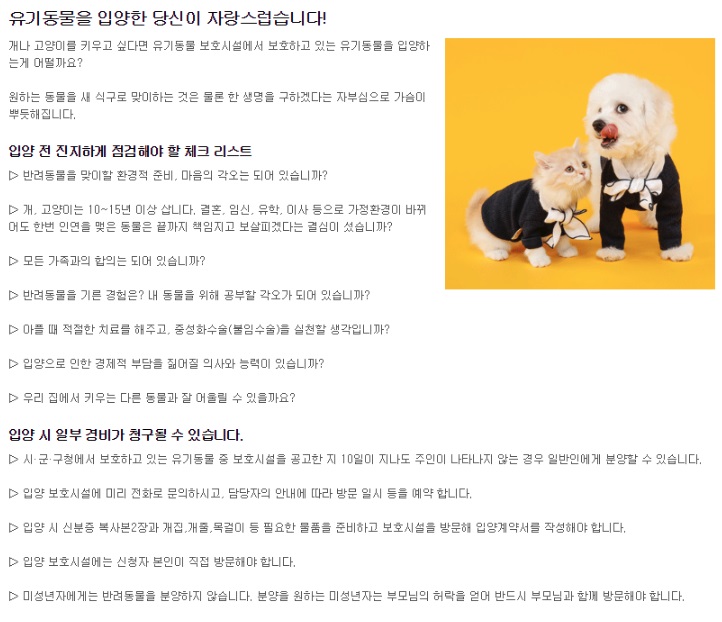 유기동물을 입양한 당신이 자랑스럽습니다!
개나 고양이를 키우고 싶다면 유기동물 보호시설에서 보호하고 있는 유기동물을 입양하
는게 어떨까요?
원하는 동물을 새 식구로 맞이하는 것은 물론 한 생명을 구하겠다는 자부심으로 가슴이
뿌듯해집니다.
입양 전 진지하게 점검해야 할 체크 리스트
▷ 반려동물을 맞이할 환경적 준비, 마음의 각오는 되어 있습니까?
▷ 개, 고양이는 10~15년 이상 삽니다. 결혼, 임신, 유학, 이사 등으로 가정환경이 바뀌
어도 한번 인연을 맺은 동물은 끝까지 책임지고 보살피겠다는 결심이 섰습니까?
▷ 모든 가족과의 합의는 되어 있습니까?
▷ 반려동물을 기른 경험은? 내 동물을 위해 공부할 각오가 되어 있습니까?
▷ 아플 때 적절한 치료를 해주고, 중성화수술(불임수술)을 실천할 생각입니까?
▷ 입양으로 인한 경제적 부담을 짊어질 의사와 능력이 있습니까?
▷ 우리 집에서 키우는 다른 동물과 잘 어울릴 수 있을까요?
입양 시 일부 경비가 청구될 수 있습니다.
▷ 시·군·구청에서 보호하고 있는 유기동물 중 보호시설을 공고한 지 10일이 지나도 주인이 나타나지 않는 경우 일반인에게 분양할 수 있습니다.
▷ 입양 보호시설에 미리 전화로 문의하시고, 담당자의 안내에 따라 방문 일시 등을 예약 합니다.
▷ 입양 시 신분증 복사본2장과 개집,개줄,목걸이 등 필요한 물품을 준비하고 보호시설을 방문해 입양계약서를 작성해야 합니다.
▷ 입양 보호시설에는 신청자 본인이 직접 방문해야 합니다.
▷ 미성년자에게는 반려동물을 분양하지 않습니다. 분양을 원하는 미성년자는 부모님의 허락을 얻어 반드시 부모님과 함께 방문해야 합니다.